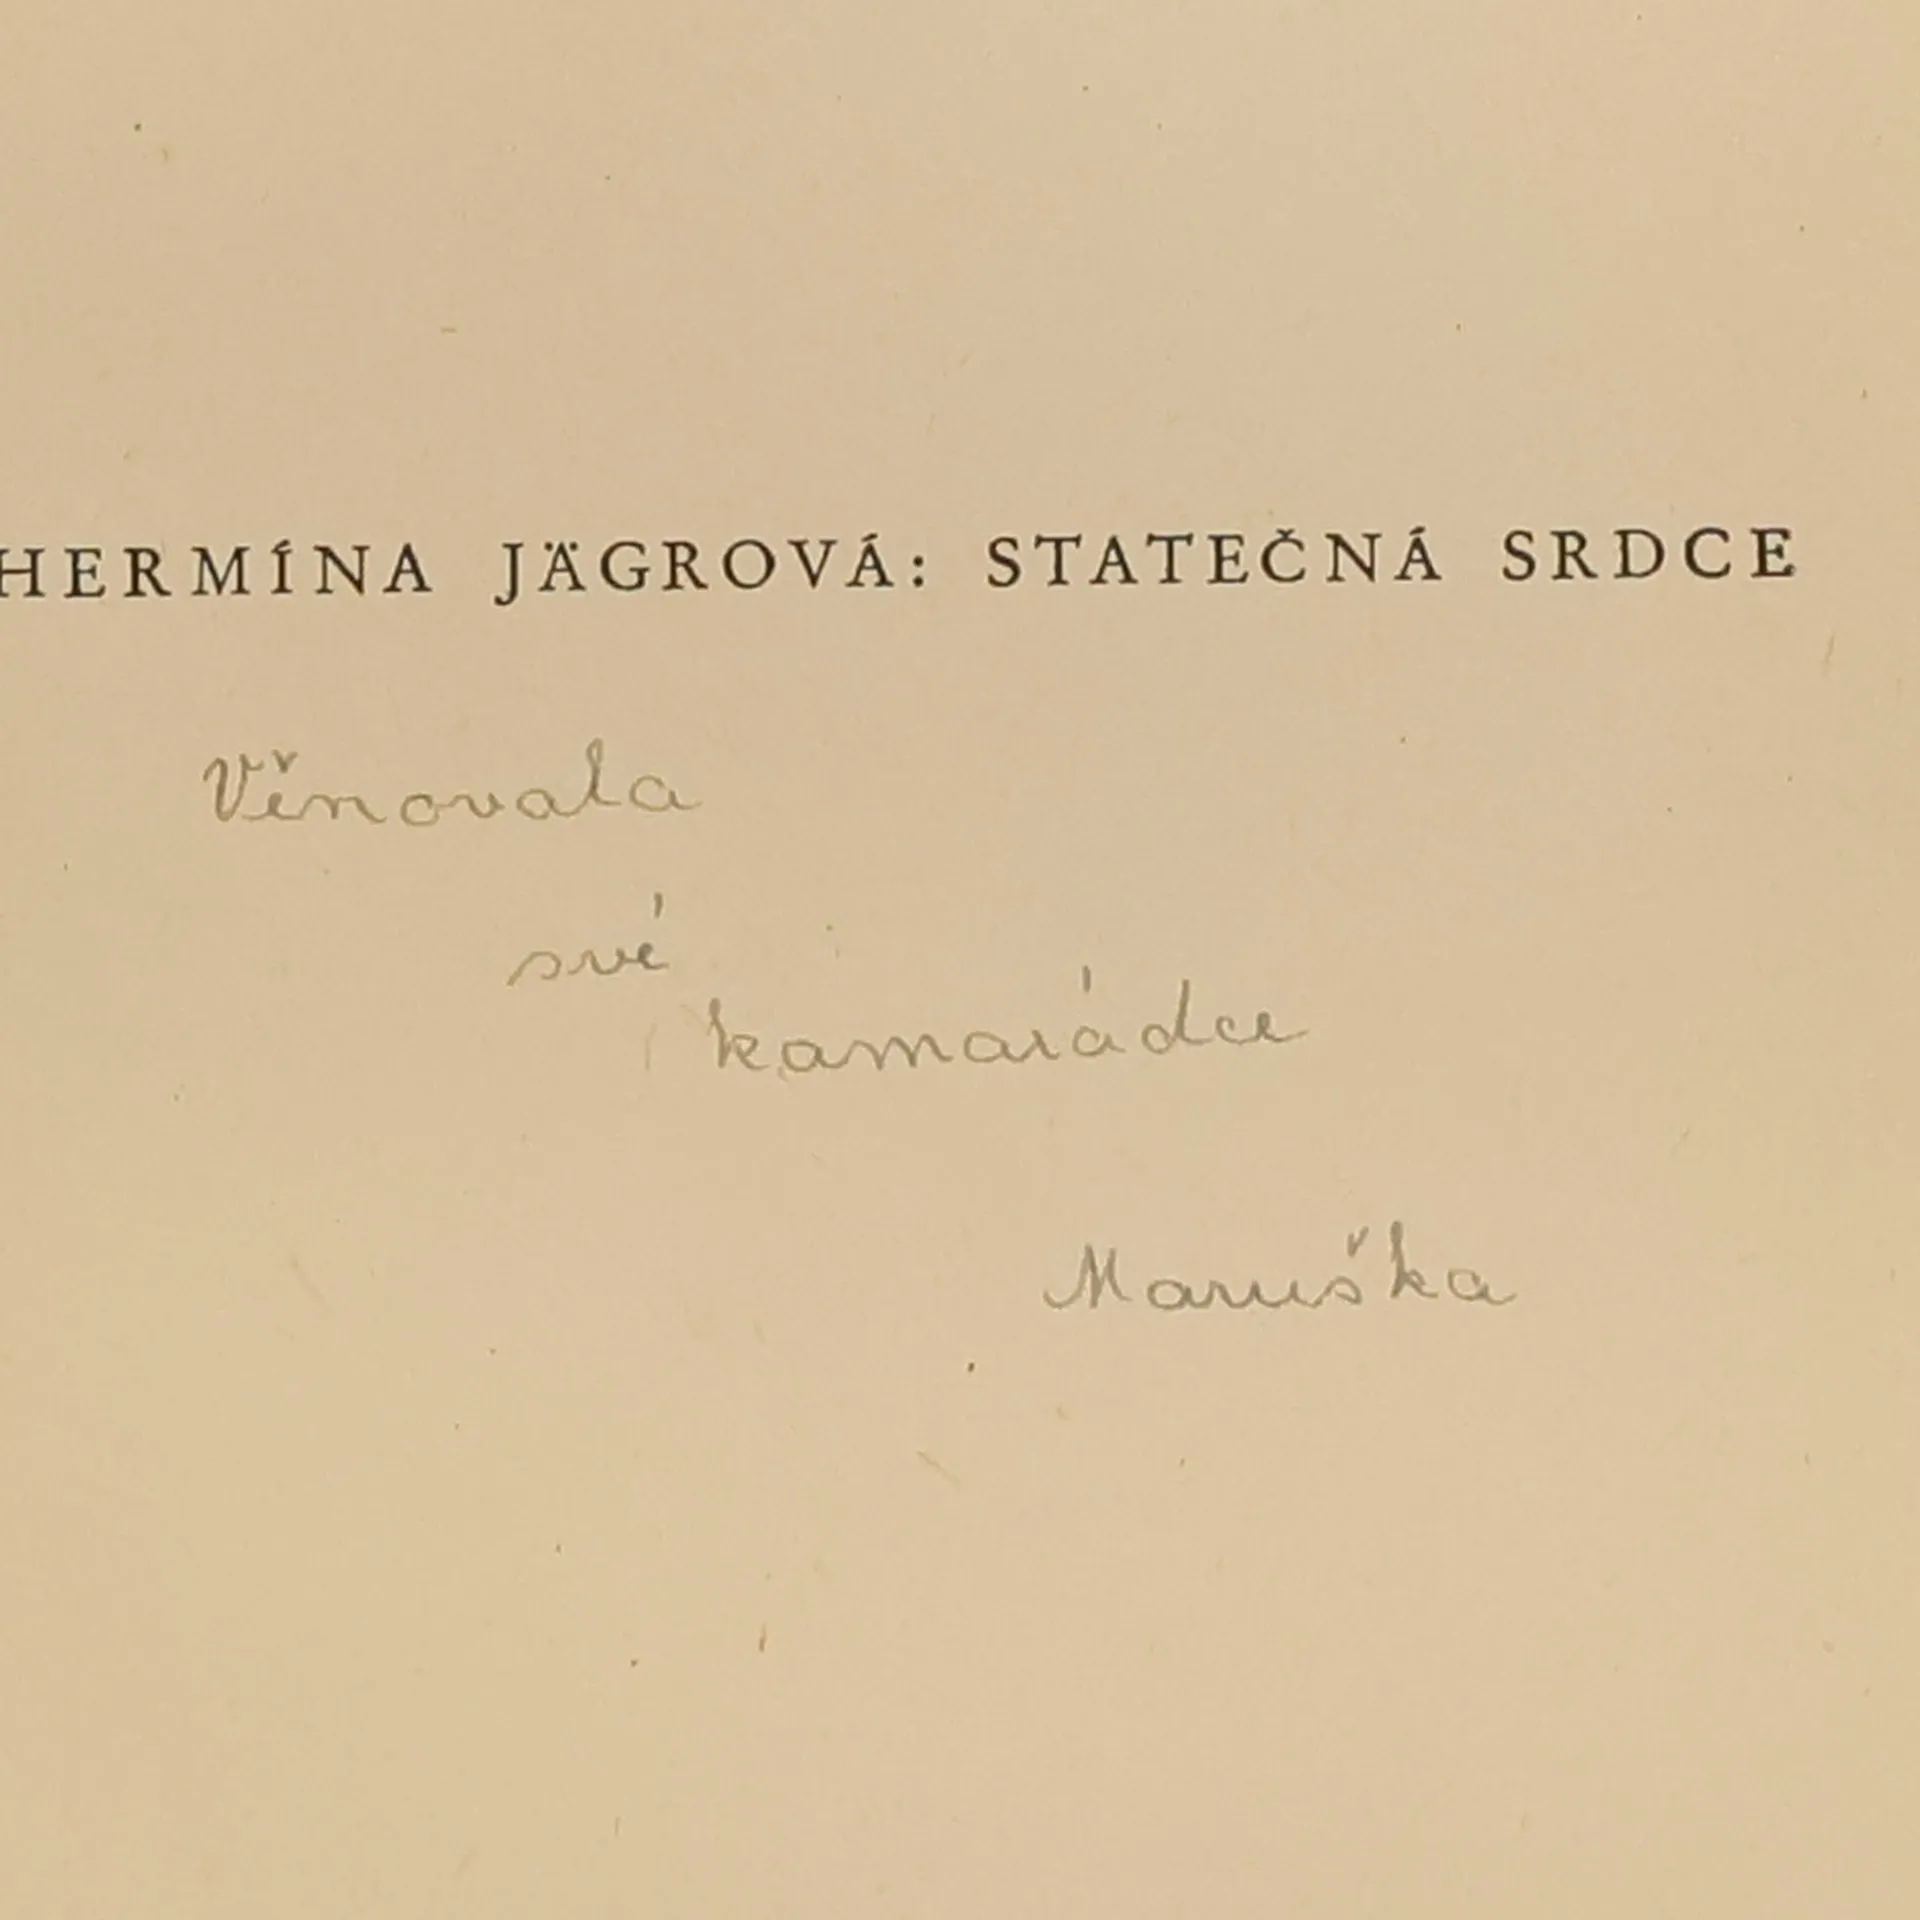 HERMÍNA JÄGROVÁ: STATEČNÁ SRDCE
Věnovala
své
kamarádce
Maruška